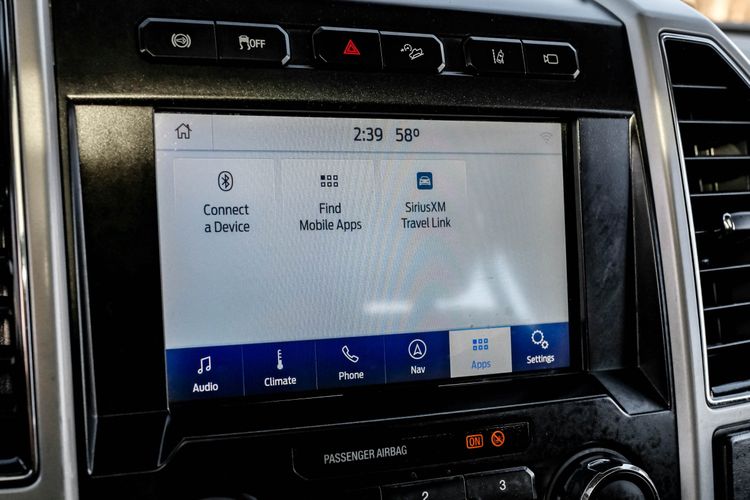 OFF
2:39 58°
Connect
a Device
Find
Mobile Apps
SiriusXM
Travel Link
Audio
Climate
Phone
Nav
Apps
Settings
PASSENGER AIRBAG
ON
2
3